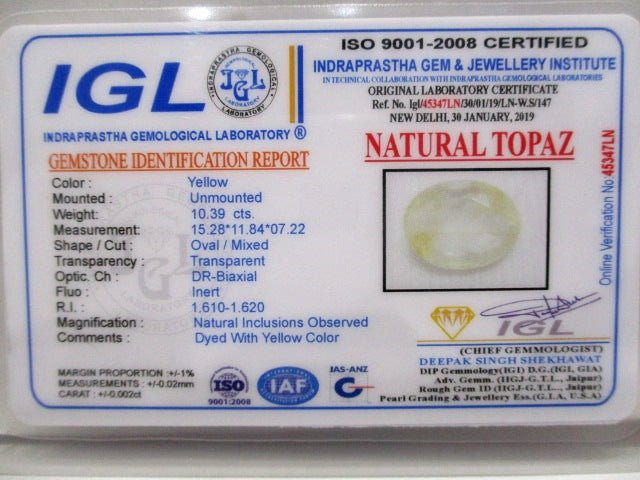 IGL
INDRAPRASTHA GEMOLOGICAL LABORATORY
IGL
INDRAPRASTHA GEMOLOGICAL LABORATORY ®
GEMSTONE IDENTIFICATION REPORT
ISO 9001-2008 CERTIFIED
INDRAPRASTHA GEM & JEWELLERY INSTITUTE
IN TECHNICAL COLLABORATION WITH INDRAPRASTHA GEMOLOGICAL LABORATORIES
ORIGINAL LABORATORY CERTIFICATE
Ref. No. Igl/45347LN/30/01/19/LN-W.S/147
NEW DELHI, 30 JANUARY, 2019
NATURAL TOPAZ
Color : Yellow
Mounted : Unmounted
Weight: 10.39 cts.
Measurement: 15.28*11.84*07.22
Shape / Cut : Oval / Mixed
Transparency : Transparent
Optic. Ch : DR-Biaxial
Fluo : Inert
R.I. : 1.610-1.620
Magnification : Natural Inclusions Observed
Comments : Dyed With Yellow Color
MARGIN PROPORTION :+/-1%
MEASUREMENTS : +/-0.02mm
CARAT : +/-0.002ct
ISO
9001:2008
IAF
JAS-ANZ
Online Verification No 45347LN
IGL
(CHIEF GEMMOLOGIST)
DEEPAK SINGH SHEKHAWAT
DIP Gemmology(IGI) D.G.,(IGI, GIA)
Adv. Gemm. (HGJ-G.T.L., Jaipur)
Rough Gem ID (HGJ-G.T.L., Jaipur)
Pearl Grading & Jewellery Ess.(G.I.A, U.S.A)